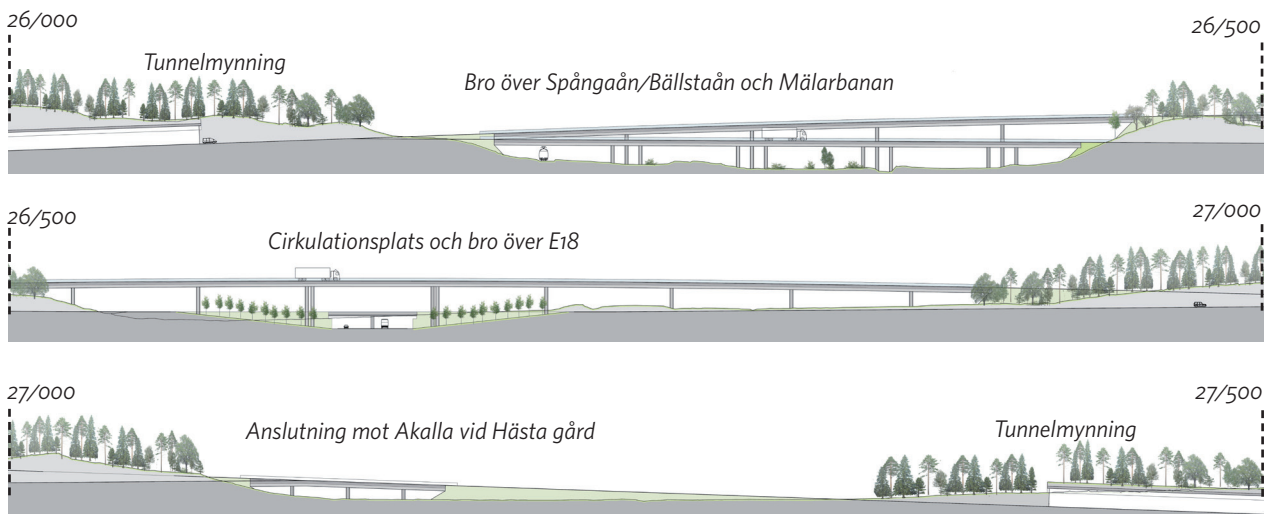 26/000
26/500
Tunnelmynning
Bro över Spångaån/Bällstaån och Mälarbanan
26/500
27/000
Cirkulationsplats och bro över E18
27/000
27/500
Anslutning mot Akalla vid Hästa gård
Tunnelmynning